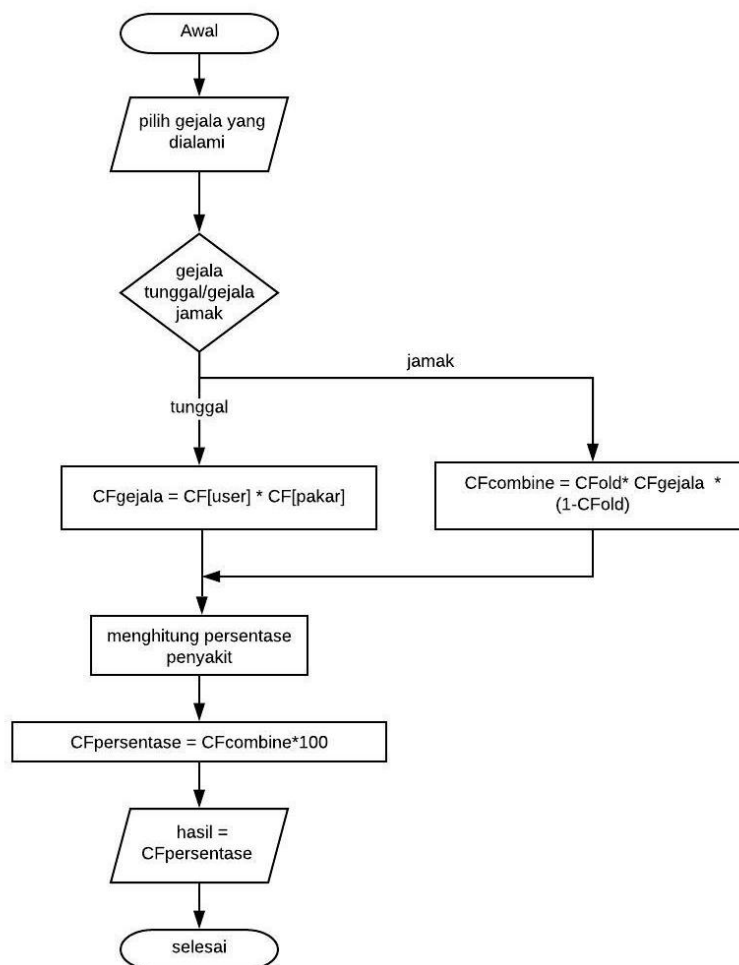 Awal
pilih gejala yang
dialami
gejala
tunggal/gejala
jamak
jamak
tunggal
CFgejala = CF[user] * CF[pakar]
CFcombine = CFold* CFgejala *
(1-CFold)
menghitung persentase
penyakit
CFpersentase = CFcombine*100
hasil =
CFpersentase
selesai